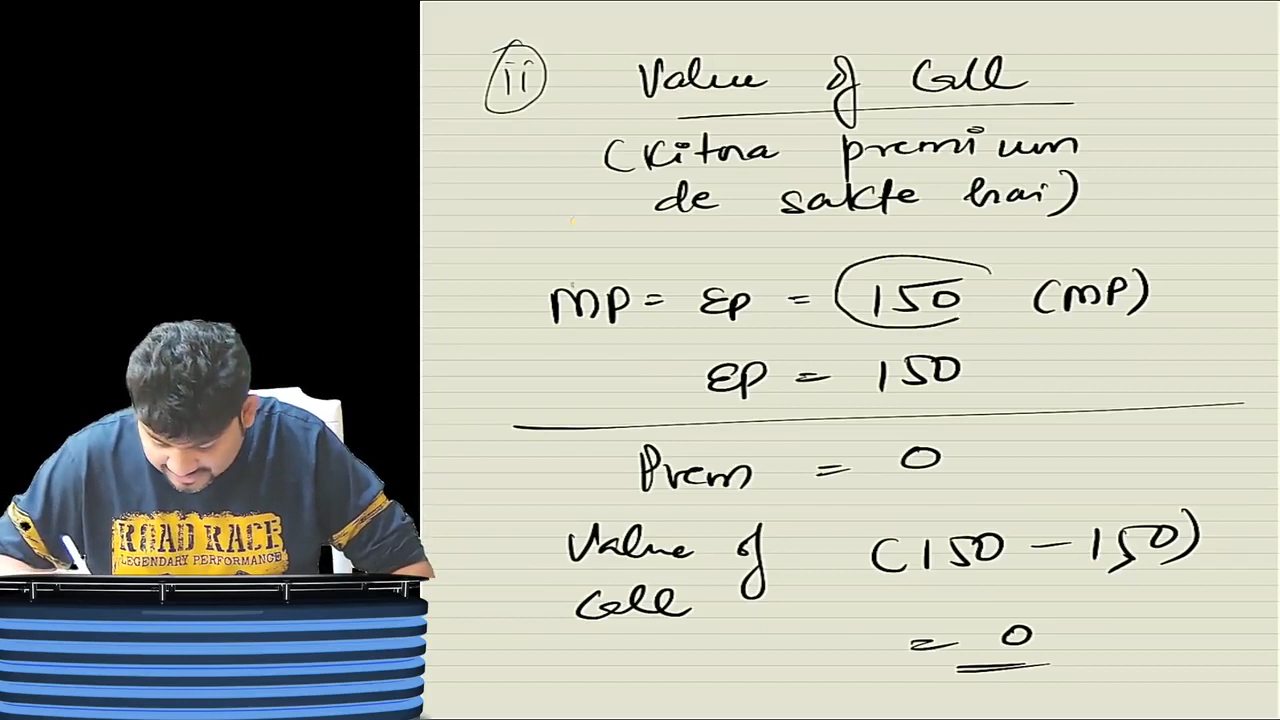 ii Value of Call
(Kitna premium
de sakte hai)
MP = EP = 150 (MP)
EP = 150
Prem = 0
Value of Call (150 - 150)
= 0
ROAD RACE
LEGENDARY PERFORMANCE